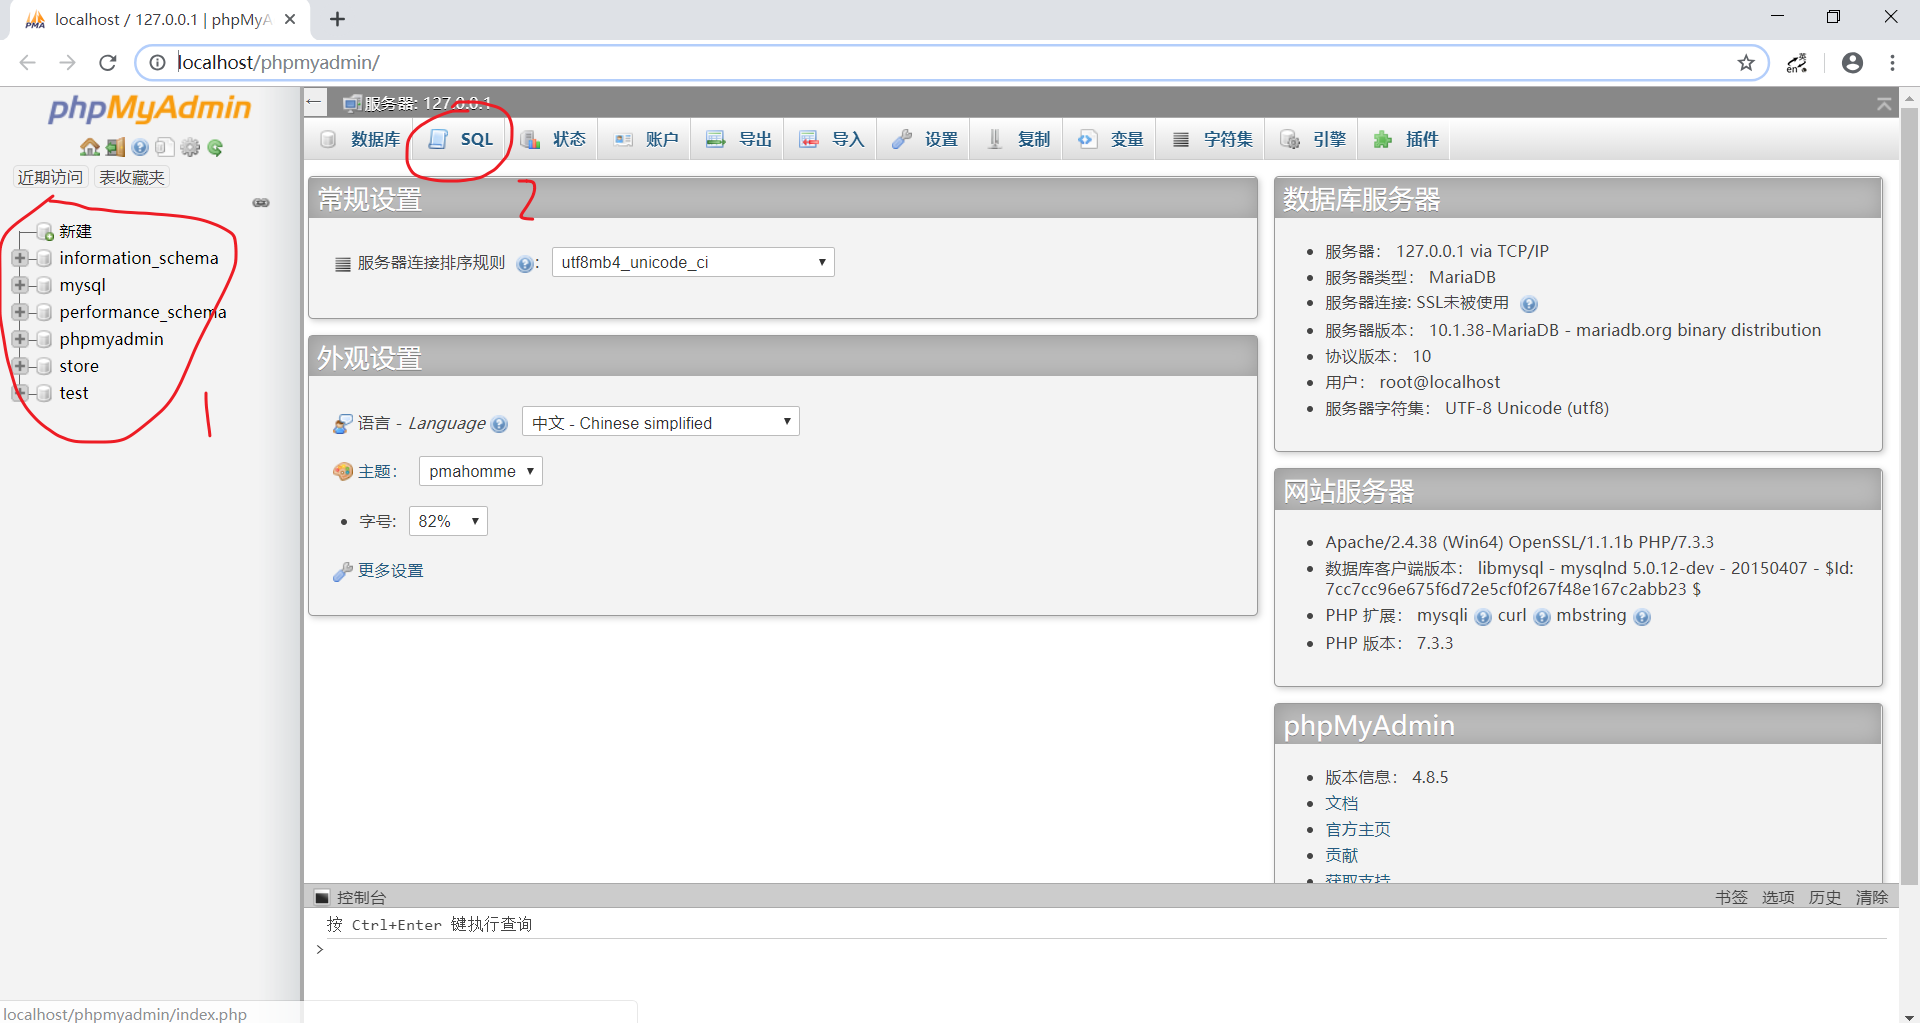 localhost / 127.0.0.1 | phpMyA
localhost/phpmyadmin/
phpMyAdmin
近期访问 表收藏夹
新建
information_schema
mysql
performance_schema
phpmyadmin
store
test
1
服务器: 127.0.0.1
数据库 SQL 状态 账户 导出 导入 设置 复制 变量 字符集 引擎 插件
2
常规设置
服务器连接排序规则 : utf8mb4_unicode_ci
外观设置
语言 - Language 中文 - Chinese simplified
主题: pmahomme
字号: 82%
更多设置
数据库服务器
服务器: 127.0.0.1 via TCP/IP
服务器类型: MariaDB
服务器连接: SSL未被使用
服务器版本: 10.1.38-MariaDB - mariadb.org binary distribution
协议版本: 10
用户: root@localhost
服务器字符集: UTF-8 Unicode (utf8)
网站服务器
Apache/2.4.38 (Win64) OpenSSL/1.1.1b PHP/7.3.3
数据库客户端版本: libmysql - mysqlnd 5.0.12-dev - 20150407 - $Id:
7cc7cc96e675f6d72e5cf0f267f48e167c2abb23 $
PHP 扩展: mysqli curl mbstring
PHP 版本: 7.3.3
phpMyAdmin
版本信息: 4.8.5
文档
官方主页
贡献
获取支持
控制台 书签 选项 历史 清除
按 Ctrl+Enter 键执行查询
>
localhost/phpmyadmin/index.php